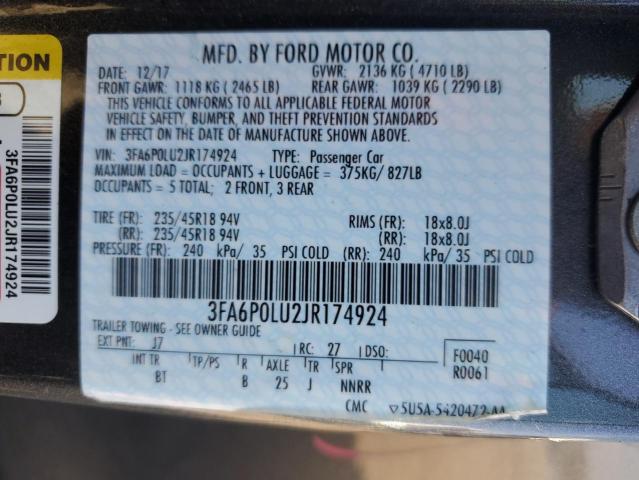 MFD. BY FORD MOTOR CO.
DATE: 12/17 GVWR: 2136 KG ( 4710 LB)
FRONT GAWR: 1118 KG ( 2465 LB) REAR GAWR: 1039 KG ( 2290 LB)
THIS VEHICLE CONFORMS TO ALL APPLICABLE FEDERAL MOTOR
VEHICLE SAFETY, BUMPER, AND THEFT PREVENTION STANDARDS
IN EFFECT ON THE DATE OF MANUFACTURE SHOWN ABOVE.
VIN: 3FA6P0LU2JR174924 TYPE: Passenger Car
MAXIMUM LOAD = OCCUPANTS + LUGGAGE = 375KG/ 827LB
OCCUPANTS = 5 TOTAL; 2 FRONT, 3 REAR
TIRE (FR): 235/45R18 94V RIMS (FR): 18x8.0J
(RR): 235/45R18 94V (RR): 18x8.0J
PRESSURE (FR) 240 kPa/ 35 PSI COLD (RR) 240 kPa/ 35 PSI COLD
3FA6P0LU2JR174924
TRAILER TOWING - SEE OWNER GUIDE
EXT PNT: J7 RC: 27 DSO:
F0040
R0061
INT TR TP/PS R AXLE TR SPR
BT B 25 J NNRR
CMC 5U5A-5420472-AA
UTION
3FA6P0LU2JR174924